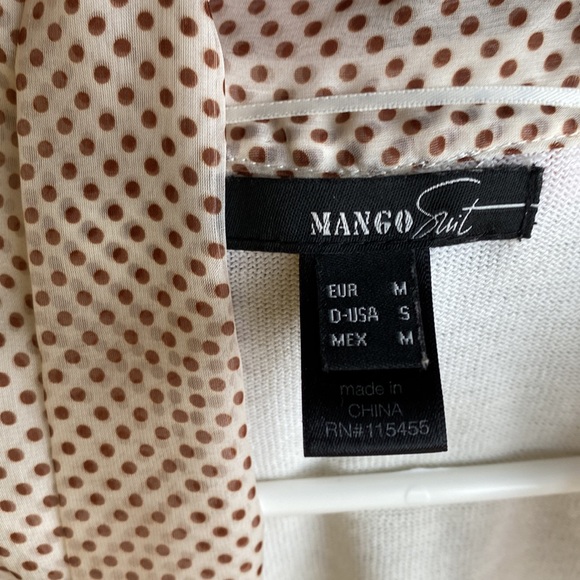 MANGO Suit
EUR M
D-USA S
MEX M
made in
CHINA
RN#115455